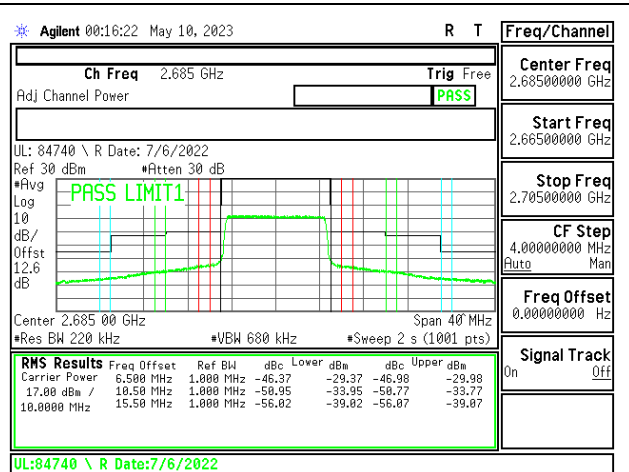 Agilent 00:16:22 May 10, 2023 R T
Freq/Channel
Ch Freq 2.685 GHz Trig Free
Adj Channel Power PASS
UL: 84740 \ R Date: 7/6/2022
Ref 30 dBm #Atten 30 dB
#Avg
Log
10
dB/
Offst
12.6
dB
PASS LIMIT1
Center 2.685 00 GHz Span 40 MHz
#Res BW 220 kHz #VBW 680 kHz #Sweep 2 s (1001 pts)
RMS Results Freq Offset Ref BW dBc Lower dBm dBc Upper dBm
Carrier Power 6.500 MHz 1.000 MHz -46.37 -29.37 -46.98 -29.98
17.00 dBm / 10.50 MHz 1.000 MHz -50.95 -33.95 -50.77 -33.77
10.0000 MHz 15.50 MHz 1.000 MHz -56.02 -39.02 -56.07 -39.07
UL:84740 \ R Date:7/6/2022
Center Freq
2.68500000 GHz
Start Freq
2.66500000 GHz
Stop Freq
2.70500000 GHz
CF Step
4.00000000 MHz
Auto Man
Freq Offset
0.00000000 Hz
Signal Track
On Off